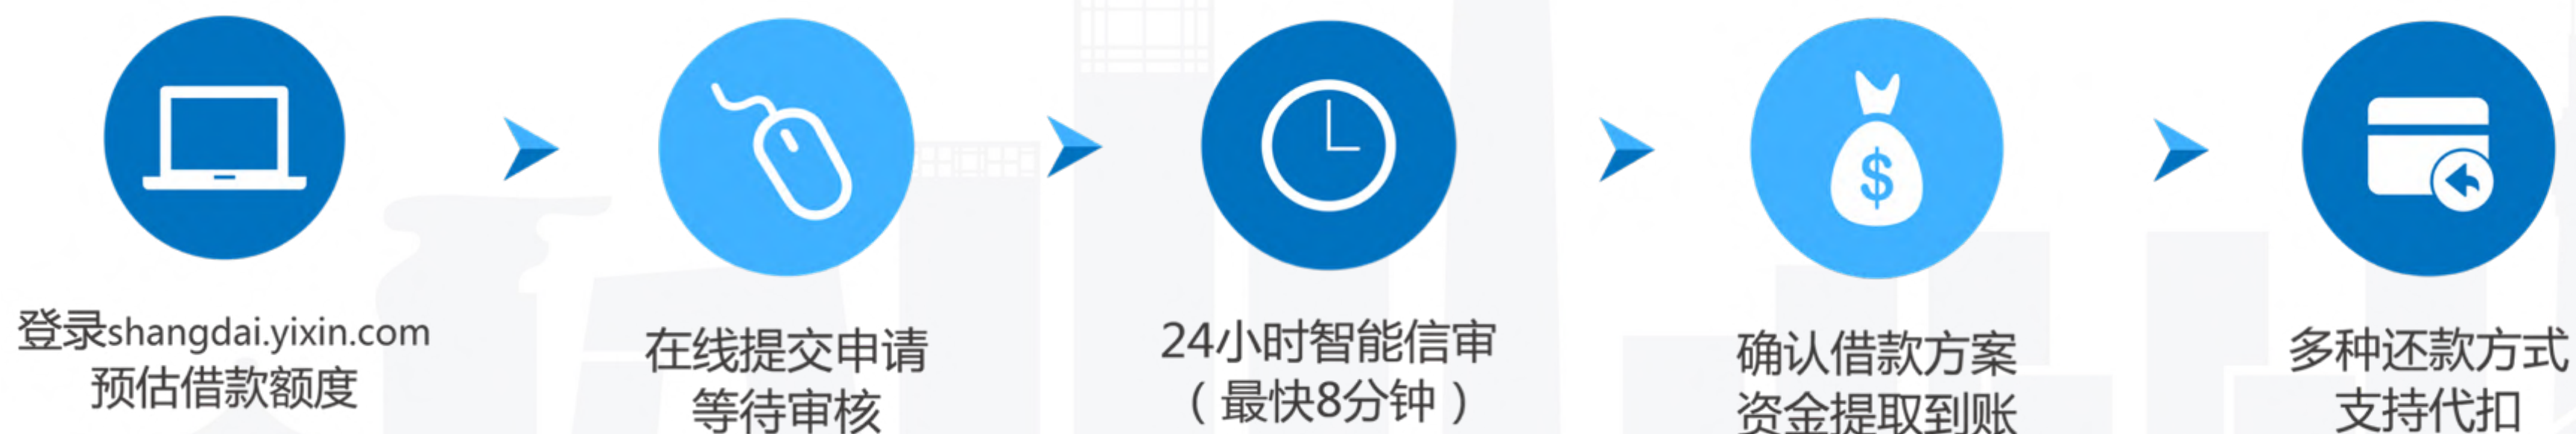 登录shangdai.yixin.com
预估借款额度
在线提交申请
等待审核
24小时智能信审
（最快8分钟）
确认借款方案
资金提取到账
多种还款方式
支持代扣